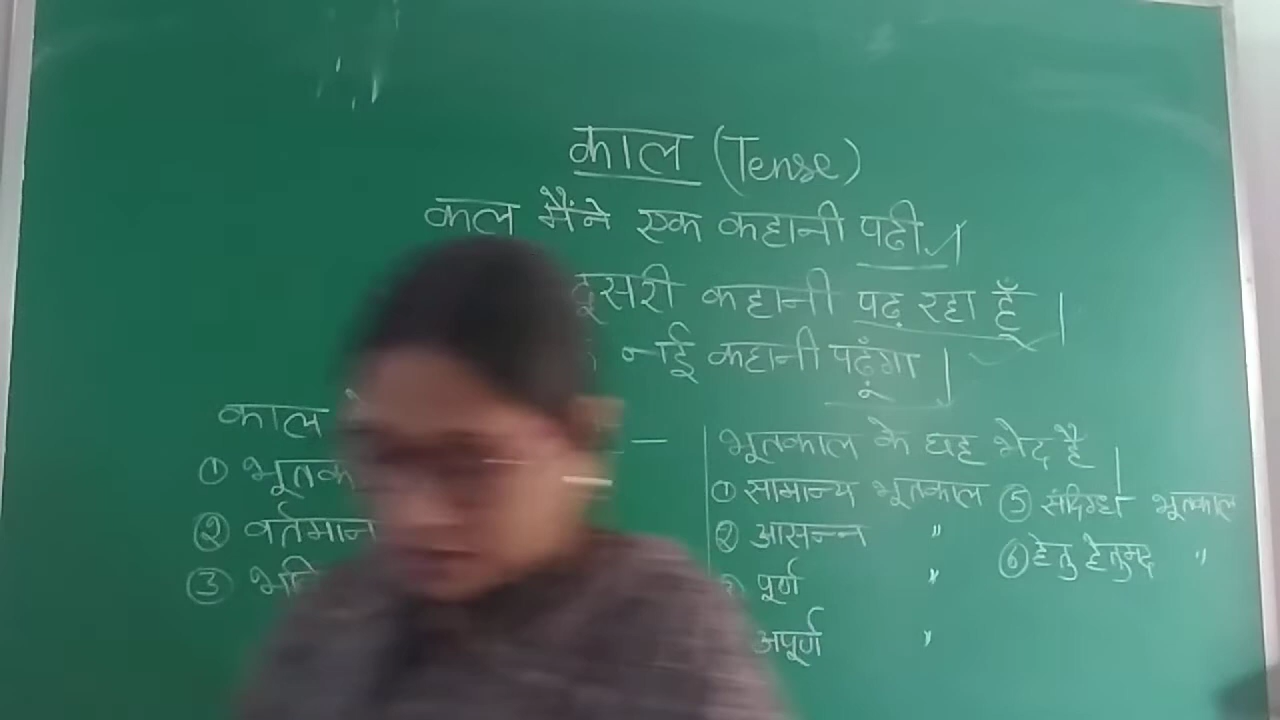 काल (Tense)
कल मैंने एक कहानी पढी।
दूसरी कहानी पढ़ रहा हूँ।
नई कहानी पढ़ूंगा।
काल
① भूतक
② वर्तमान
③
भूतकाल के छह भेद है।
① सामान्य भूतकाल
② आसन्न "
पूर्ण "
अपूर्ण "
⑤ संदिग्ध भूतकाल
⑥ हेतु हेतुमद "